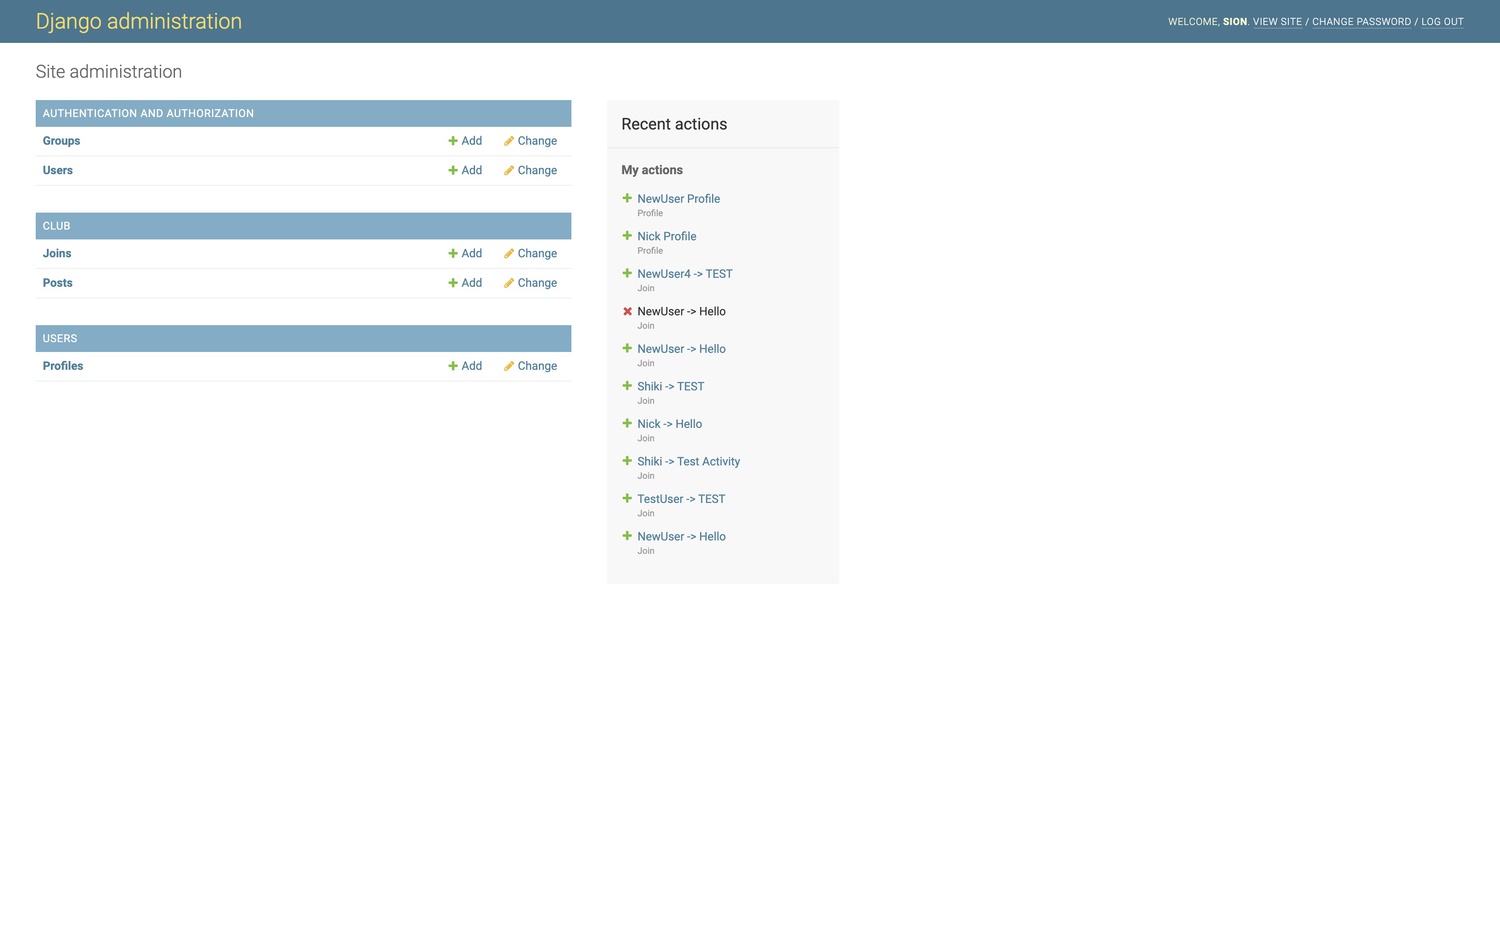 Django administration
WELCOME, SION. VIEW SITE / CHANGE PASSWORD / LOG OUT
Site administration
AUTHENTICATION AND AUTHORIZATION
Groups Add Change
Users Add Change
CLUB
Joins Add Change
Posts Add Change
USERS
Profiles Add Change
Recent actions
My actions
NewUser Profile
Profile
Nick Profile
Profile
NewUser4 -> TEST
Join
NewUser -> Hello
Join
NewUser -> Hello
Join
Shiki -> TEST
Join
Nick -> Hello
Join
Shiki -> Test Activity
Join
TestUser -> TEST
Join
NewUser -> Hello
Join